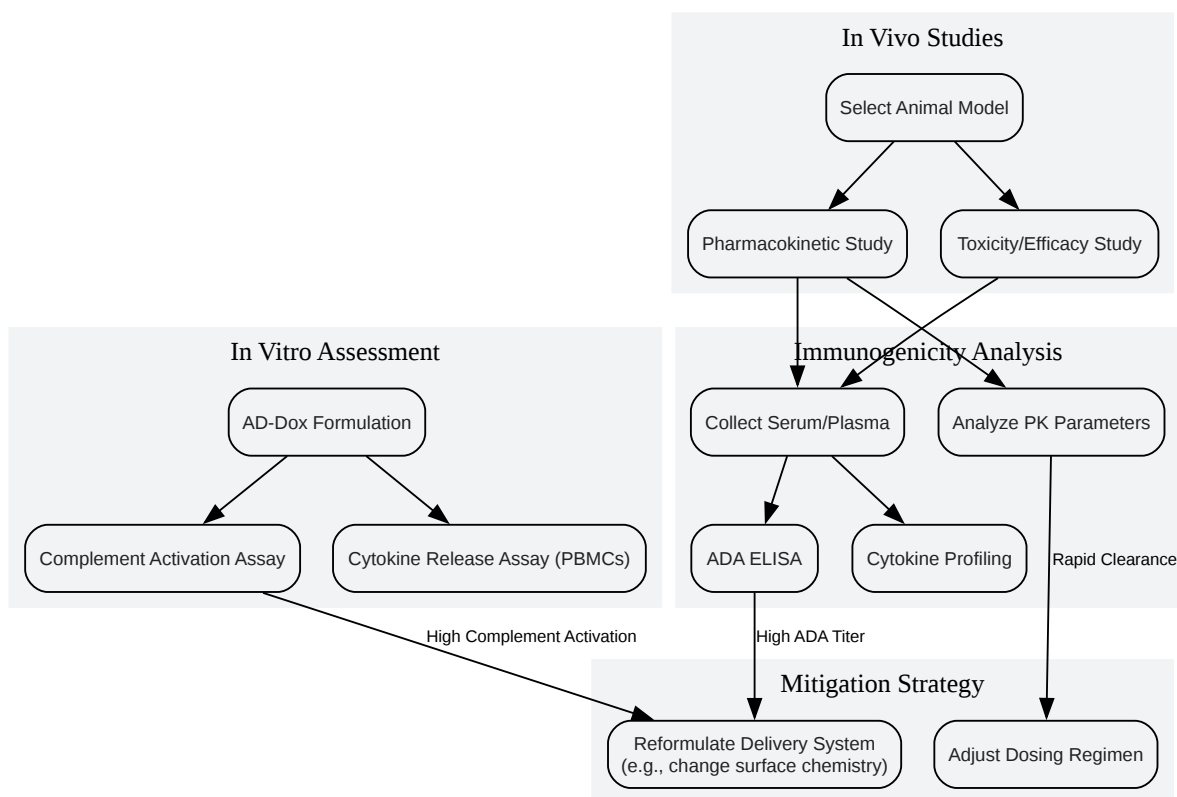 In Vivo Studies
Select Animal Model
Pharmacokinetic Study
Toxicity/Efficacy Study
In Vitro Assessment
Immunogenicity Analysis
AD-Dox Formulation
Collect Serum/Plasma
Analyze PK Parameters
Complement Activation Assay
Cytokine Release Assay (PBMCs)
ADA ELISA
Cytokine Profiling
Rapid Clearance
High Complement Activation
High ADA Titer
Mitigation Strategy
Reformulate Delivery System
(e.g., change surface chemistry)
Adjust Dosing Regimen